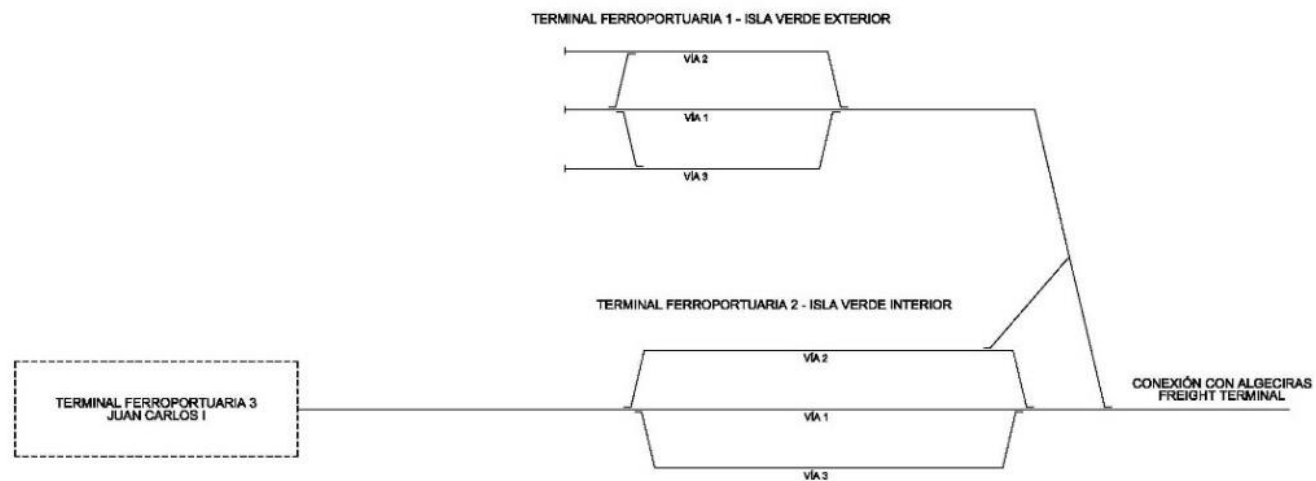 TERMINAL FERROPORTUARIA 1 - ISLA VERDE EXTERIOR
VÍA 2
VÍA 1
VÍA 3
TERMINAL FERROPORTUARIA 2 - ISLA VERDE INTERIOR
VÍA 2
TERMINAL FERROPORTUARIA 3
JUAN CARLOS I
CONEXIÓN CON ALGECIRAS
FREIGHT TERMINAL
VÍA 1
VÍA 3